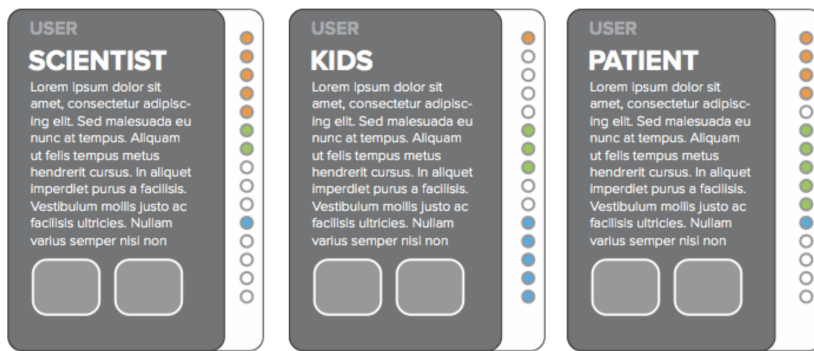 USER
SCIENTIST
Lorem ipsum dolor sit
amet, consectetur adipisc-
ing elit. Sed malesuada eu
nunc at tempus. Aliquam
ut felis tempus metus
hendrerit cursus. In aliquet
imperdiet purus a facilisis.
Vestibulum mollis justo ac
facilisis ultricies. Nullam
varius semper nisl non
USER
KIDS
Lorem ipsum dolor sit
amet, consectetur adipisc-
ing elit. Sed malesuada eu
nunc at tempus. Aliquam
ut felis tempus metus
hendrerit cursus. In aliquet
imperdiet purus a facilisis.
Vestibulum mollis justo ac
facilisis ultricies. Nullam
varius semper nisl non
USER
PATIENT
Lorem ipsum dolor sit
amet, consectetur adipisc-
ing elit. Sed malesuada eu
nunc at tempus. Aliquam
ut felis tempus metus
hendrerit cursus. In aliquet
imperdiet purus a facilisis.
Vestibulum mollis justo ac
facilisis ultricies. Nullam
varius semper nisl non